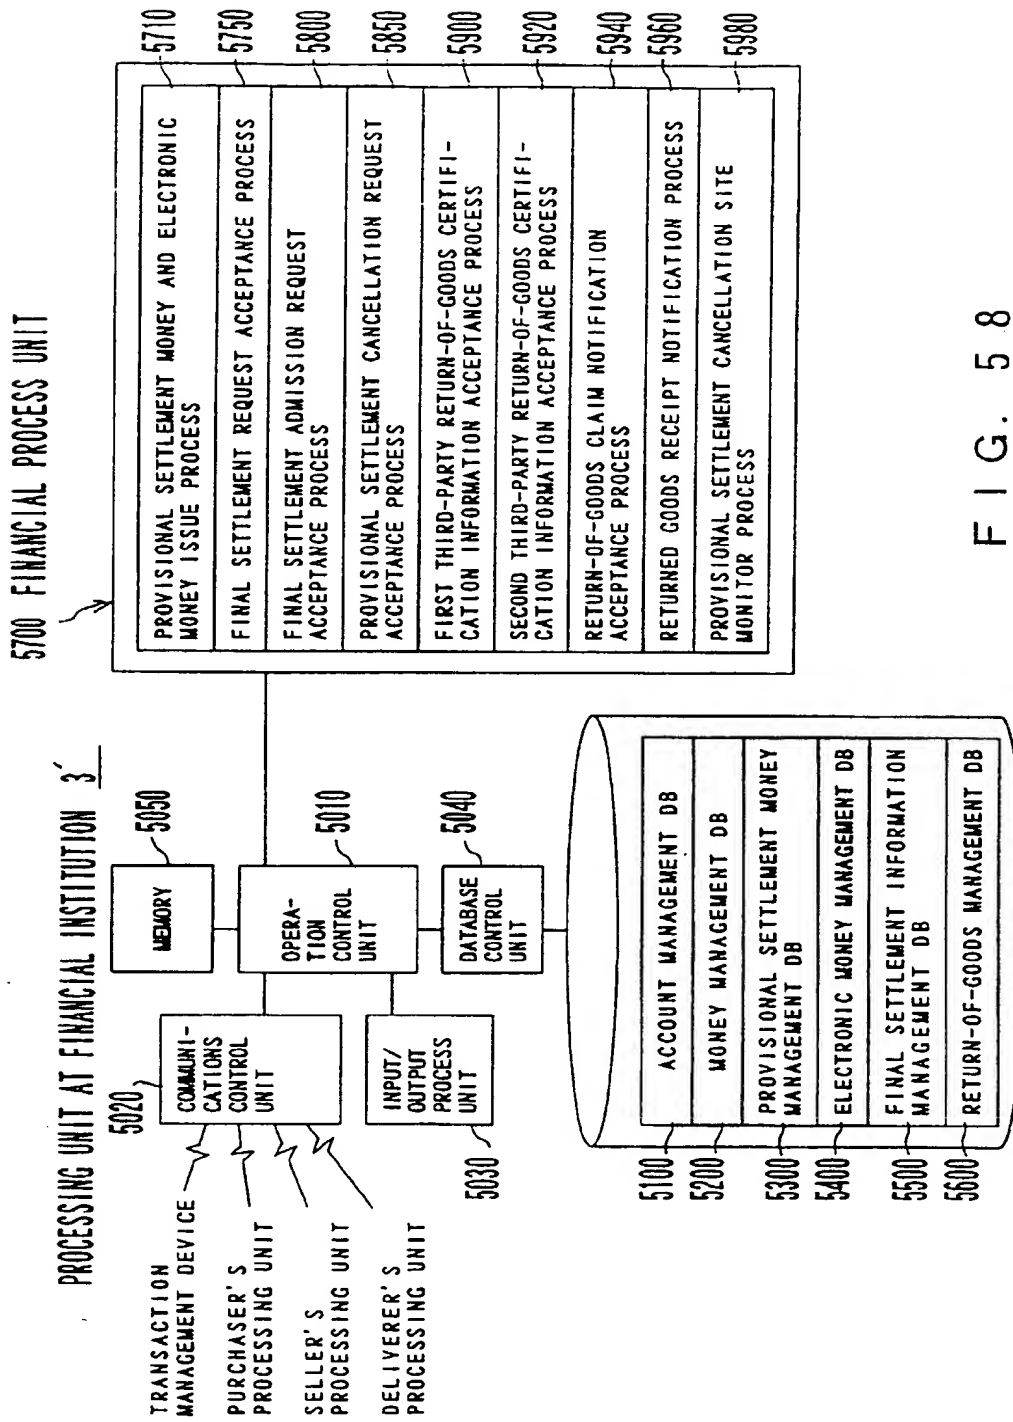 PROCESSING UNIT AT FINANCIAL INSTITUTION 3´
5700 FINANCIAL PROCESS UNIT
TRANSACTION
MANAGEMENT DEVICE
PURCHASER'S
PROCESSING UNIT
SELLER'S
PROCESSING UNIT
DELIVERER'S
PROCESSING UNIT
5020
COMMUNI-
CATIONS
CONTROL
UNIT
INPUT/
OUTPUT
PROCESS
UNIT
5030
MEMORY
5050
OPERA-
TION
CONTROL
UNIT
5010
DATABASE
CONTROL
UNIT
5040
5100
ACCOUNT MANAGEMENT DB
5200
MONEY MANAGEMENT DB
5300
PROVISIONAL SETTLEMENT MONEY
MANAGEMENT DB
5400
ELECTRONIC MONEY MANAGEMENT DB
5500
FINAL SETTLEMENT INFORMATION
MANAGEMENT DB
5600
RETURN-OF-GOODS MANAGEMENT DB
PROVISIONAL SETTLEMENT MONEY AND ELECTRONIC
MONEY ISSUE PROCESS
5710
FINAL SETTLEMENT REQUEST ACCEPTANCE PROCESS
5750
FINAL SETTLEMENT ADMISSION REQUEST
ACCEPTANCE PROCESS
5800
PROVISIONAL SETTLEMENT CANCELLATION REQUEST
ACCEPTANCE PROCESS
5850
FIRST THIRD-PARTY RETURN-OF-GOODS CERTIFI-
CATION INFORMATION ACCEPTANCE PROCESS
5900
SECOND THIRD-PARTY RETURN-OF-GOODS CERTIFI-
CATION INFORMATION ACCEPTANCE PROCESS
5920
RETURN-OF-GOODS CLAIM NOTIFICATION
ACCEPTANCE PROCESS
5940
RETURNED GOODS RECEIPT NOTIFICATION PROCESS
5960
PROVISIONAL SETTLEMENT CANCELLATION SITE
MONITOR PROCESS
5980
FIG. 58